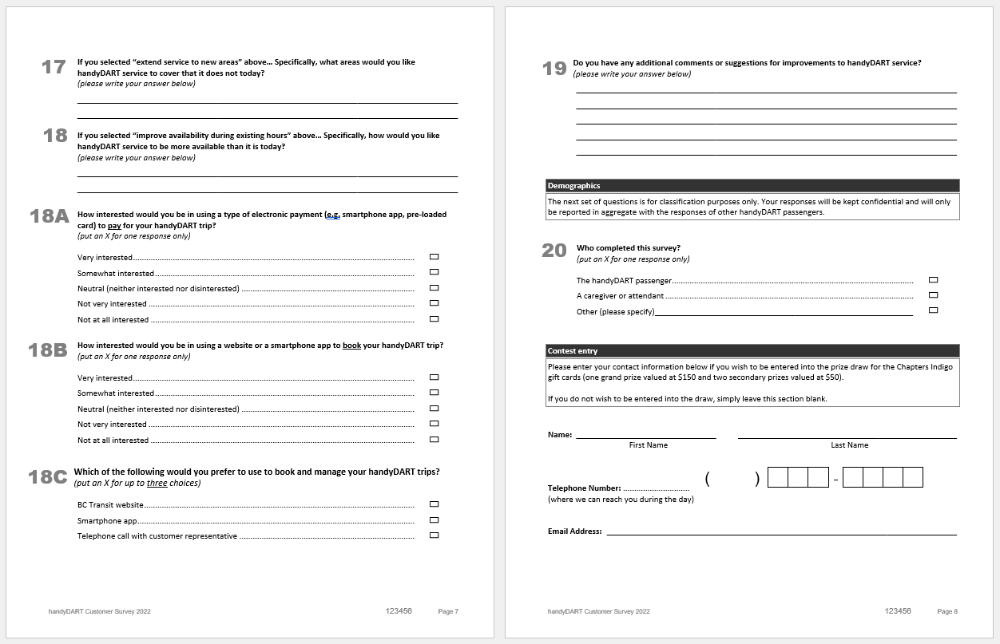 17 If you selected “extend service to new areas” above… Specifically, what areas would you like
handyDART service to cover that it does not today?
(please write your answer below)
18 If you selected “improve availability during existing hours” above… Specifically, how would you like
handyDART service to be more available than it is today?
(please write your answer below)
18A How interested would you be in using a type of electronic payment (e.g. smartphone app, pre-loaded
card) to pay for your handyDART trip?
(put an X for one response only)
Very interested
Somewhat interested
Neutral (neither interested nor disinterested)
Not very interested
Not at all interested
18B How interested would you be in using a website or a smartphone app to book your handyDART trip?
(put an X for one response only)
Very interested
Somewhat interested
Neutral (neither interested nor disinterested)
Not very interested
Not at all interested
18C Which of the following would you prefer to use to book and manage your handyDART trips?
(put an X for up to three choices)
BC Transit website
Smartphone app
Telephone call with customer representative
handyDART Customer Survey 2022 123456 Page 7
19 Do you have any additional comments or suggestions for improvements to handyDART service?
(please write your answer below)
Demographics
The next set of questions is for classification purposes only. Your responses will be kept confidential and will only
be reported in aggregate with the responses of other handyDART passengers.
20 Who completed this survey?
(put an X for one response only)
The handyDART passenger
A caregiver or attendant
Other (please specify)
Contest entry
Please enter your contact information below if you wish to be entered into the prize draw for the Chapters Indigo
gift cards (one grand prize valued at $150 and two secondary prizes valued at $50).
If you do not wish to be entered into the draw, simply leave this section blank.
Name:
First Name Last Name
Telephone Number: ( ) -
(where we can reach you during the day)
Email Address:
handyDART Customer Survey 2022 123456 Page 8